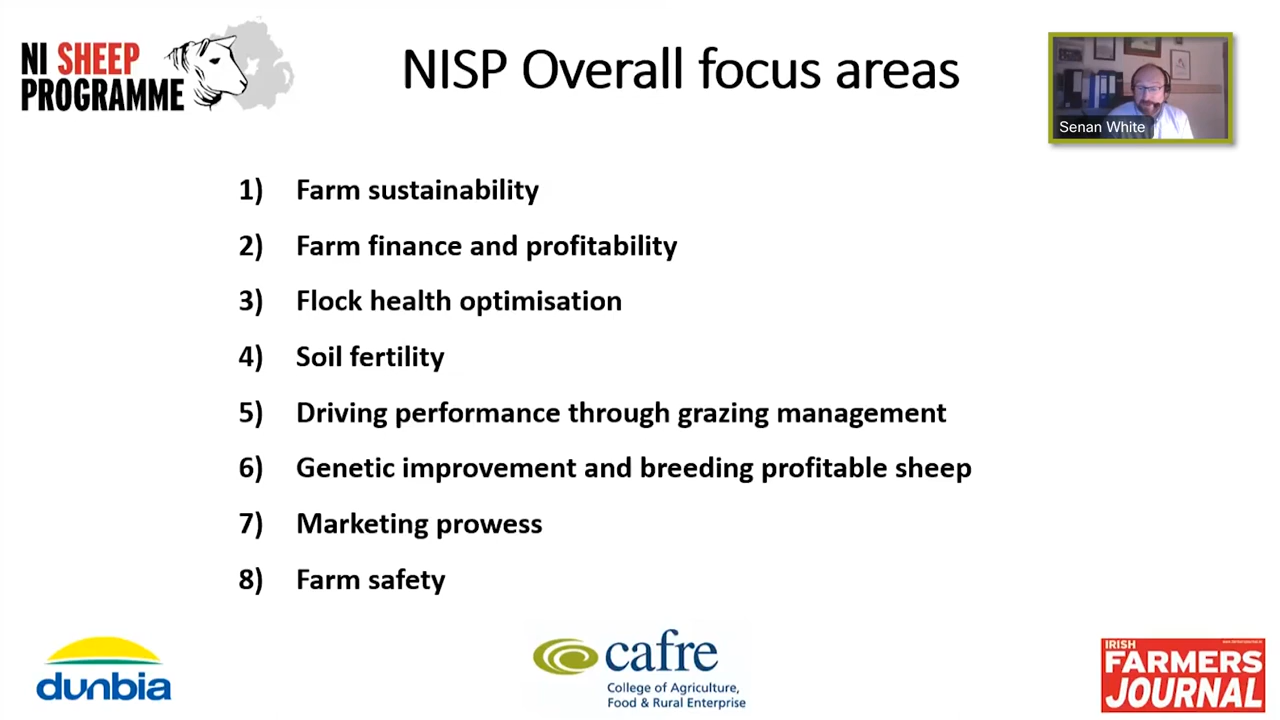 NI SHEEP
PROGRAMME
NISP Overall focus areas
Senan White
1) Farm sustainability
2) Farm finance and profitability
3) Flock health optimisation
4) Soil fertility
5) Driving performance through grazing management
6) Genetic improvement and breeding profitable sheep
7) Marketing prowess
8) Farm safety
dunbia
cafre
College of Agriculture,
Food & Rural Enterprise
IRISH
FARMERS
JOURNAL